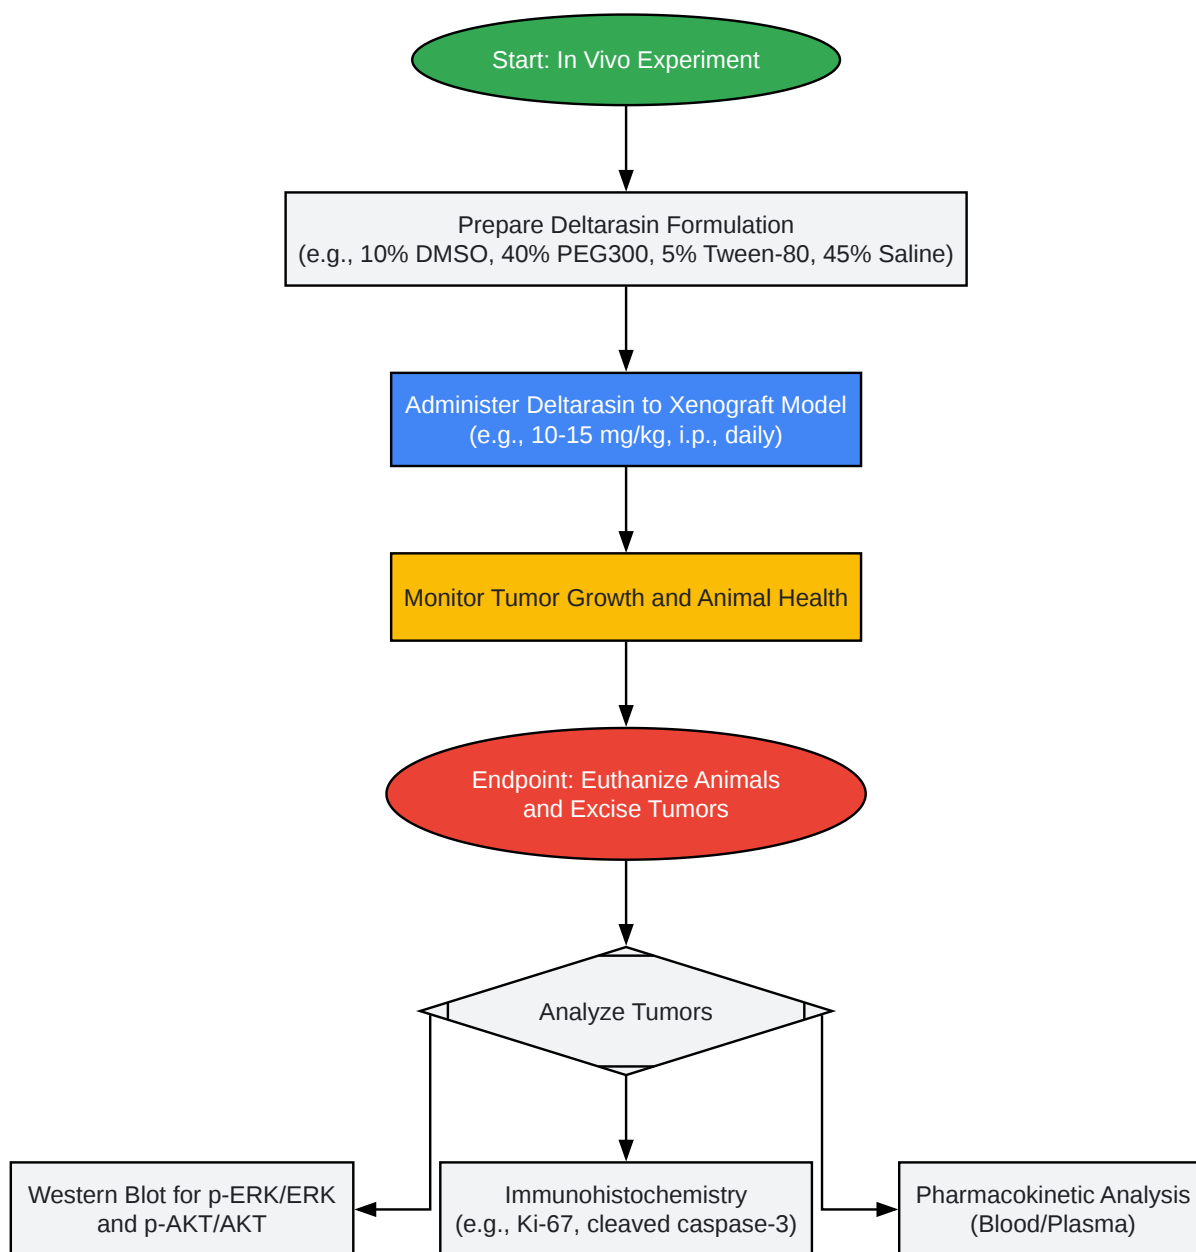 Start: In Vivo Experiment
Prepare Deltarasin Formulation
(e.g., 10% DMSO, 40% PEG300, 5% Tween-80, 45% Saline)
Administer Deltarasin to Xenograft Model
(e.g., 10-15 mg/kg, i.p., daily)
Monitor Tumor Growth and Animal Health
Endpoint: Euthanize Animals
and Excise Tumors
Analyze Tumors
Western Blot for p-ERK/ERK
and p-AKT/AKT
Immunohistochemistry
(e.g., Ki-67, cleaved caspase-3)
Pharmacokinetic Analysis
(Blood/Plasma)